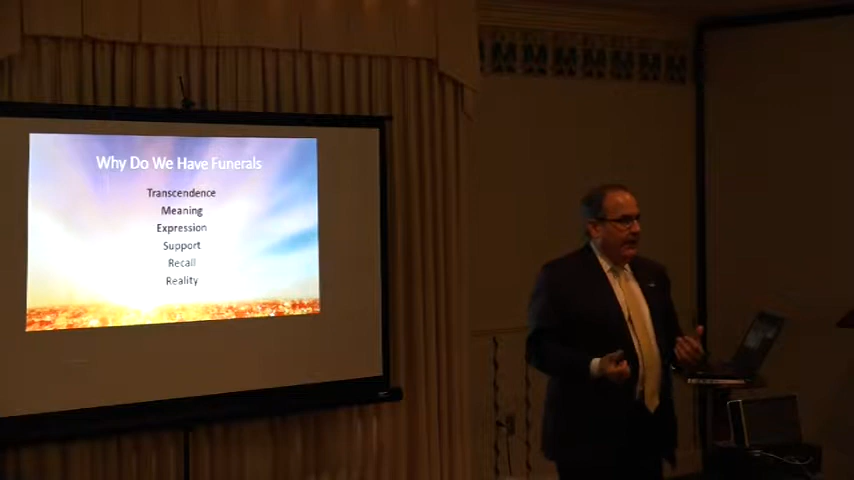 Why Do We Have Funerals
Transcendence
Meaning
Expression
Support
Recall
Reality